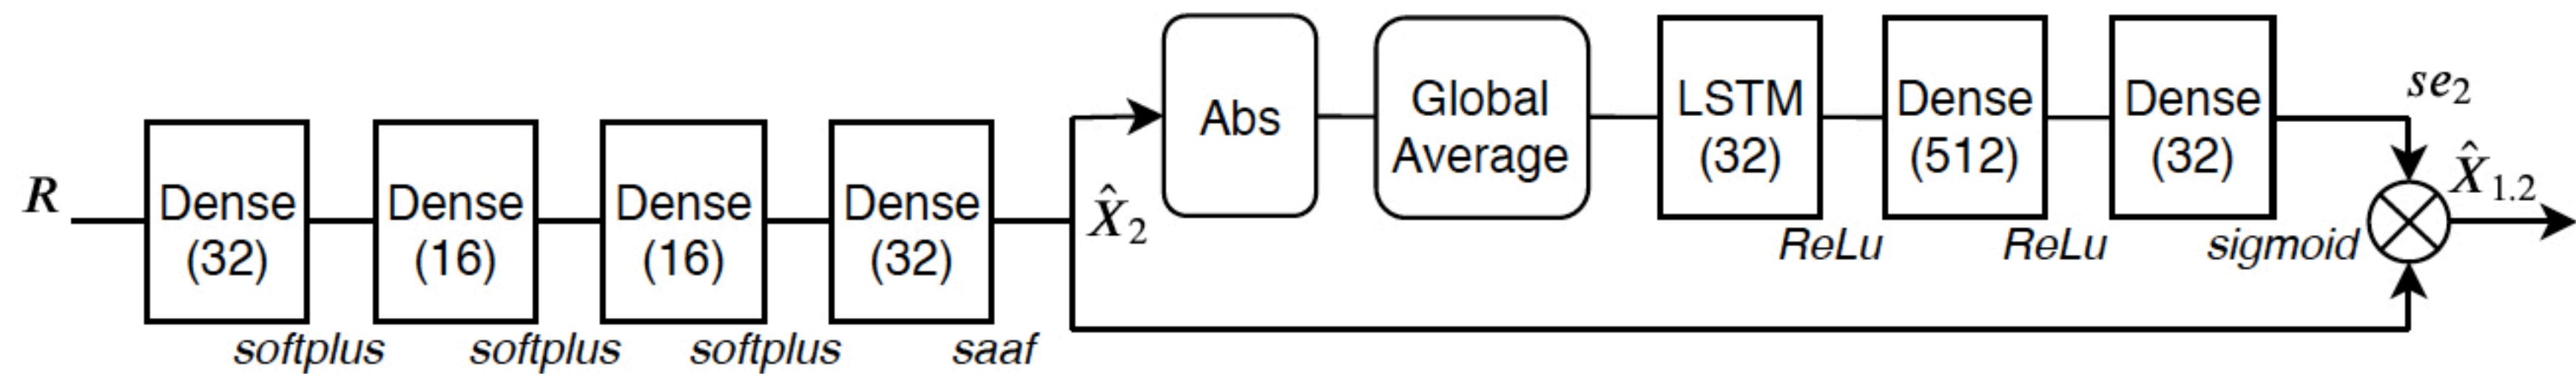 R
Dense
(32)
softplus
Dense
(16)
softplus
Dense
(16)
softplus
Dense
(32)
saaf
X̂₂
Abs
Global
Average
LSTM
(32)
ReLu
Dense
(512)
ReLu
Dense
(32)
sigmoid
se₂
X̂₁.₂